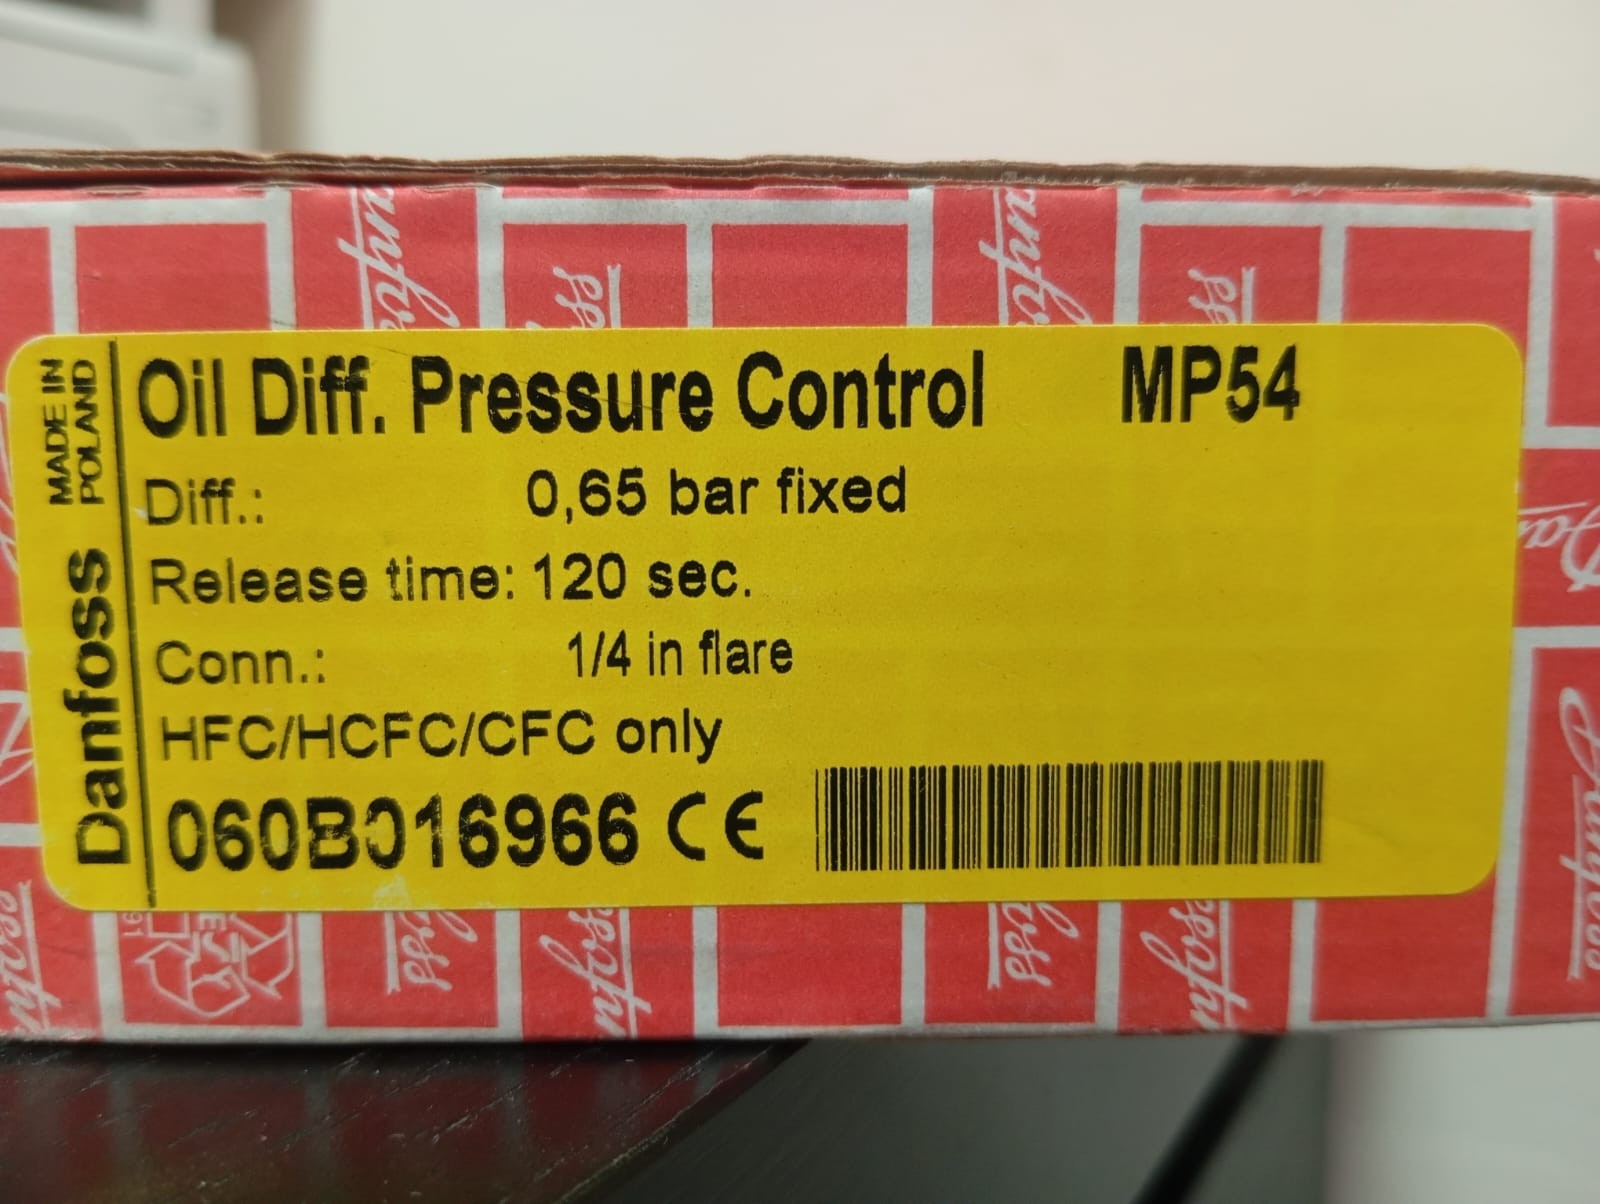 MADE IN
POLAND
Danfoss
Oil Diff. Pressure Control MP54
Diff.: 0,65 bar fixed
Release time: 120 sec.
Conn.: 1/4 in flare
HFC/HCFC/CFC only
060B016966 CE